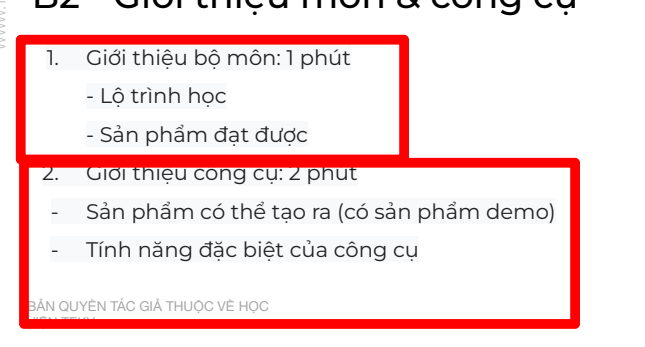 B2 - Giới thiệu môn & công cụ
1. Giới thiệu bộ môn: 1 phút
- Lộ trình học
- Sản phẩm đạt được
2. Giới thiệu công cụ: 2 phút
- Sản phẩm có thể tạo ra (có sản phẩm demo)
- Tính năng đặc biệt của công cụ
BẢN QUYỀN TÁC GIẢ THUỘC VỀ HỌC